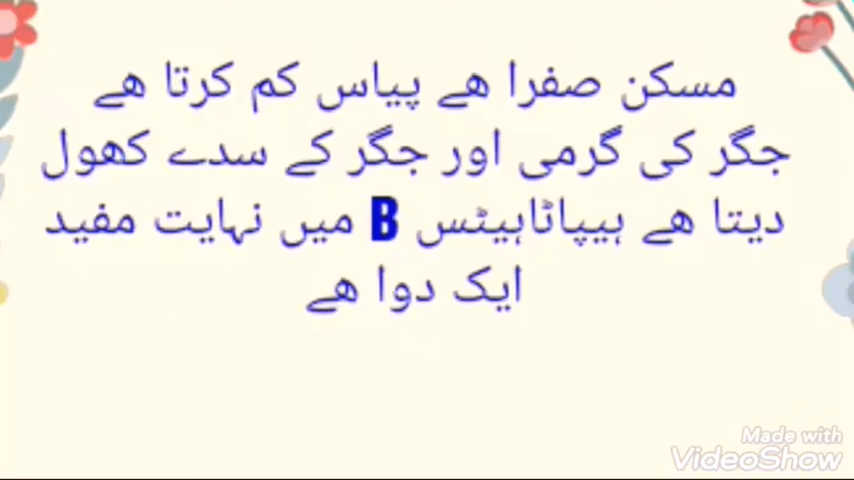 مسکن صفرا ھے پیاس کم کرتا ھے
جگر کی گرمی اور جگر کے سدے کھول
دیتا ھے ہیپاٹاہیٹس B میں نہایت مفید
ایک دوا ھے
Made with
VideoShow